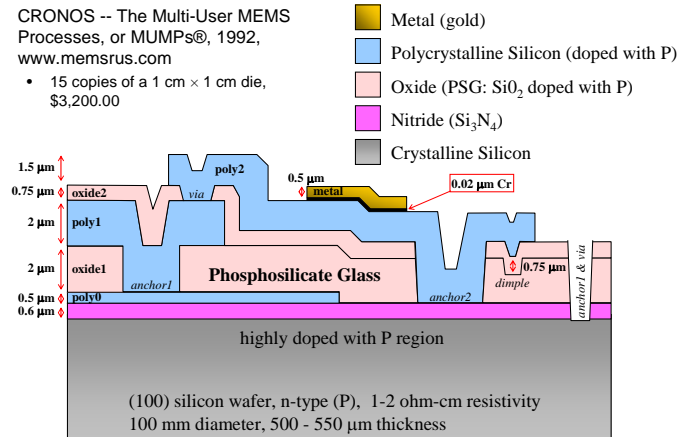 CRONOS -- The Multi-User MEMS
Processes, or MUMPs®, 1992,
www.memsrus.com
• 15 copies of a 1 cm × 1 cm die,
$3,200.00
Metal (gold)
Polycrystalline Silicon (doped with P)
Oxide (PSG: Si0₂ doped with P)
Nitride (Si₃N₄)
Crystalline Silicon
1.5 μm
0.75 μm
2 μm
2 μm
0.5 μm
0.6 μm
oxide2
poly1
oxide1
poly0
poly2
via
anchor1
0.5 μm
metal
0.02 μm Cr
Phosphosilicate Glass
anchor2
0.75 μm
dimple
anchor1 & via
highly doped with P region
(100) silicon wafer, n-type (P), 1-2 ohm-cm resistivity
100 mm diameter, 500 - 550 μm thickness